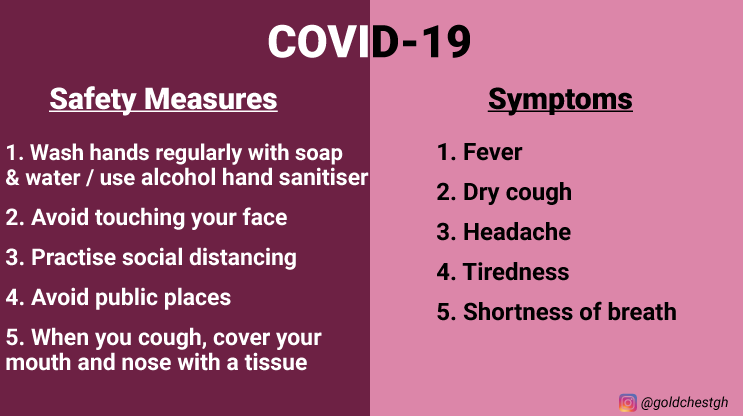 COVID-19
Safety Measures
1. Wash hands regularly with soap
& water / use alcohol hand sanitiser
2. Avoid touching your face
3. Practise social distancing
4. Avoid public places
5. When you cough, cover your
mouth and nose with a tissue
Symptoms
1. Fever
2. Dry cough
3. Headache
4. Tiredness
5. Shortness of breath
@goldchestgh